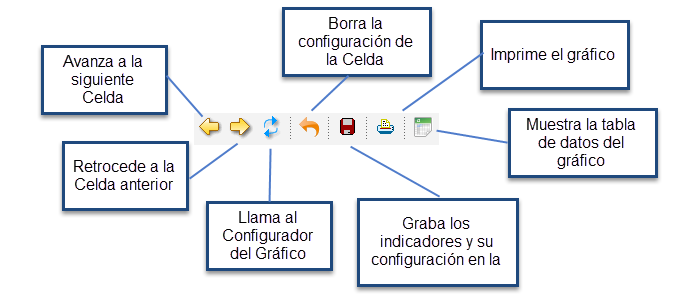 Borra la
configuración de
la Celda
Avanza a la
siguiente
Celda
Imprime el gráfico
Muestra la tabla
de datos del
gráfico
Retrocede a la
Celda anterior
Llama al
Configurador
del Gráfico
Graba los
indicadores y su
configuración en la